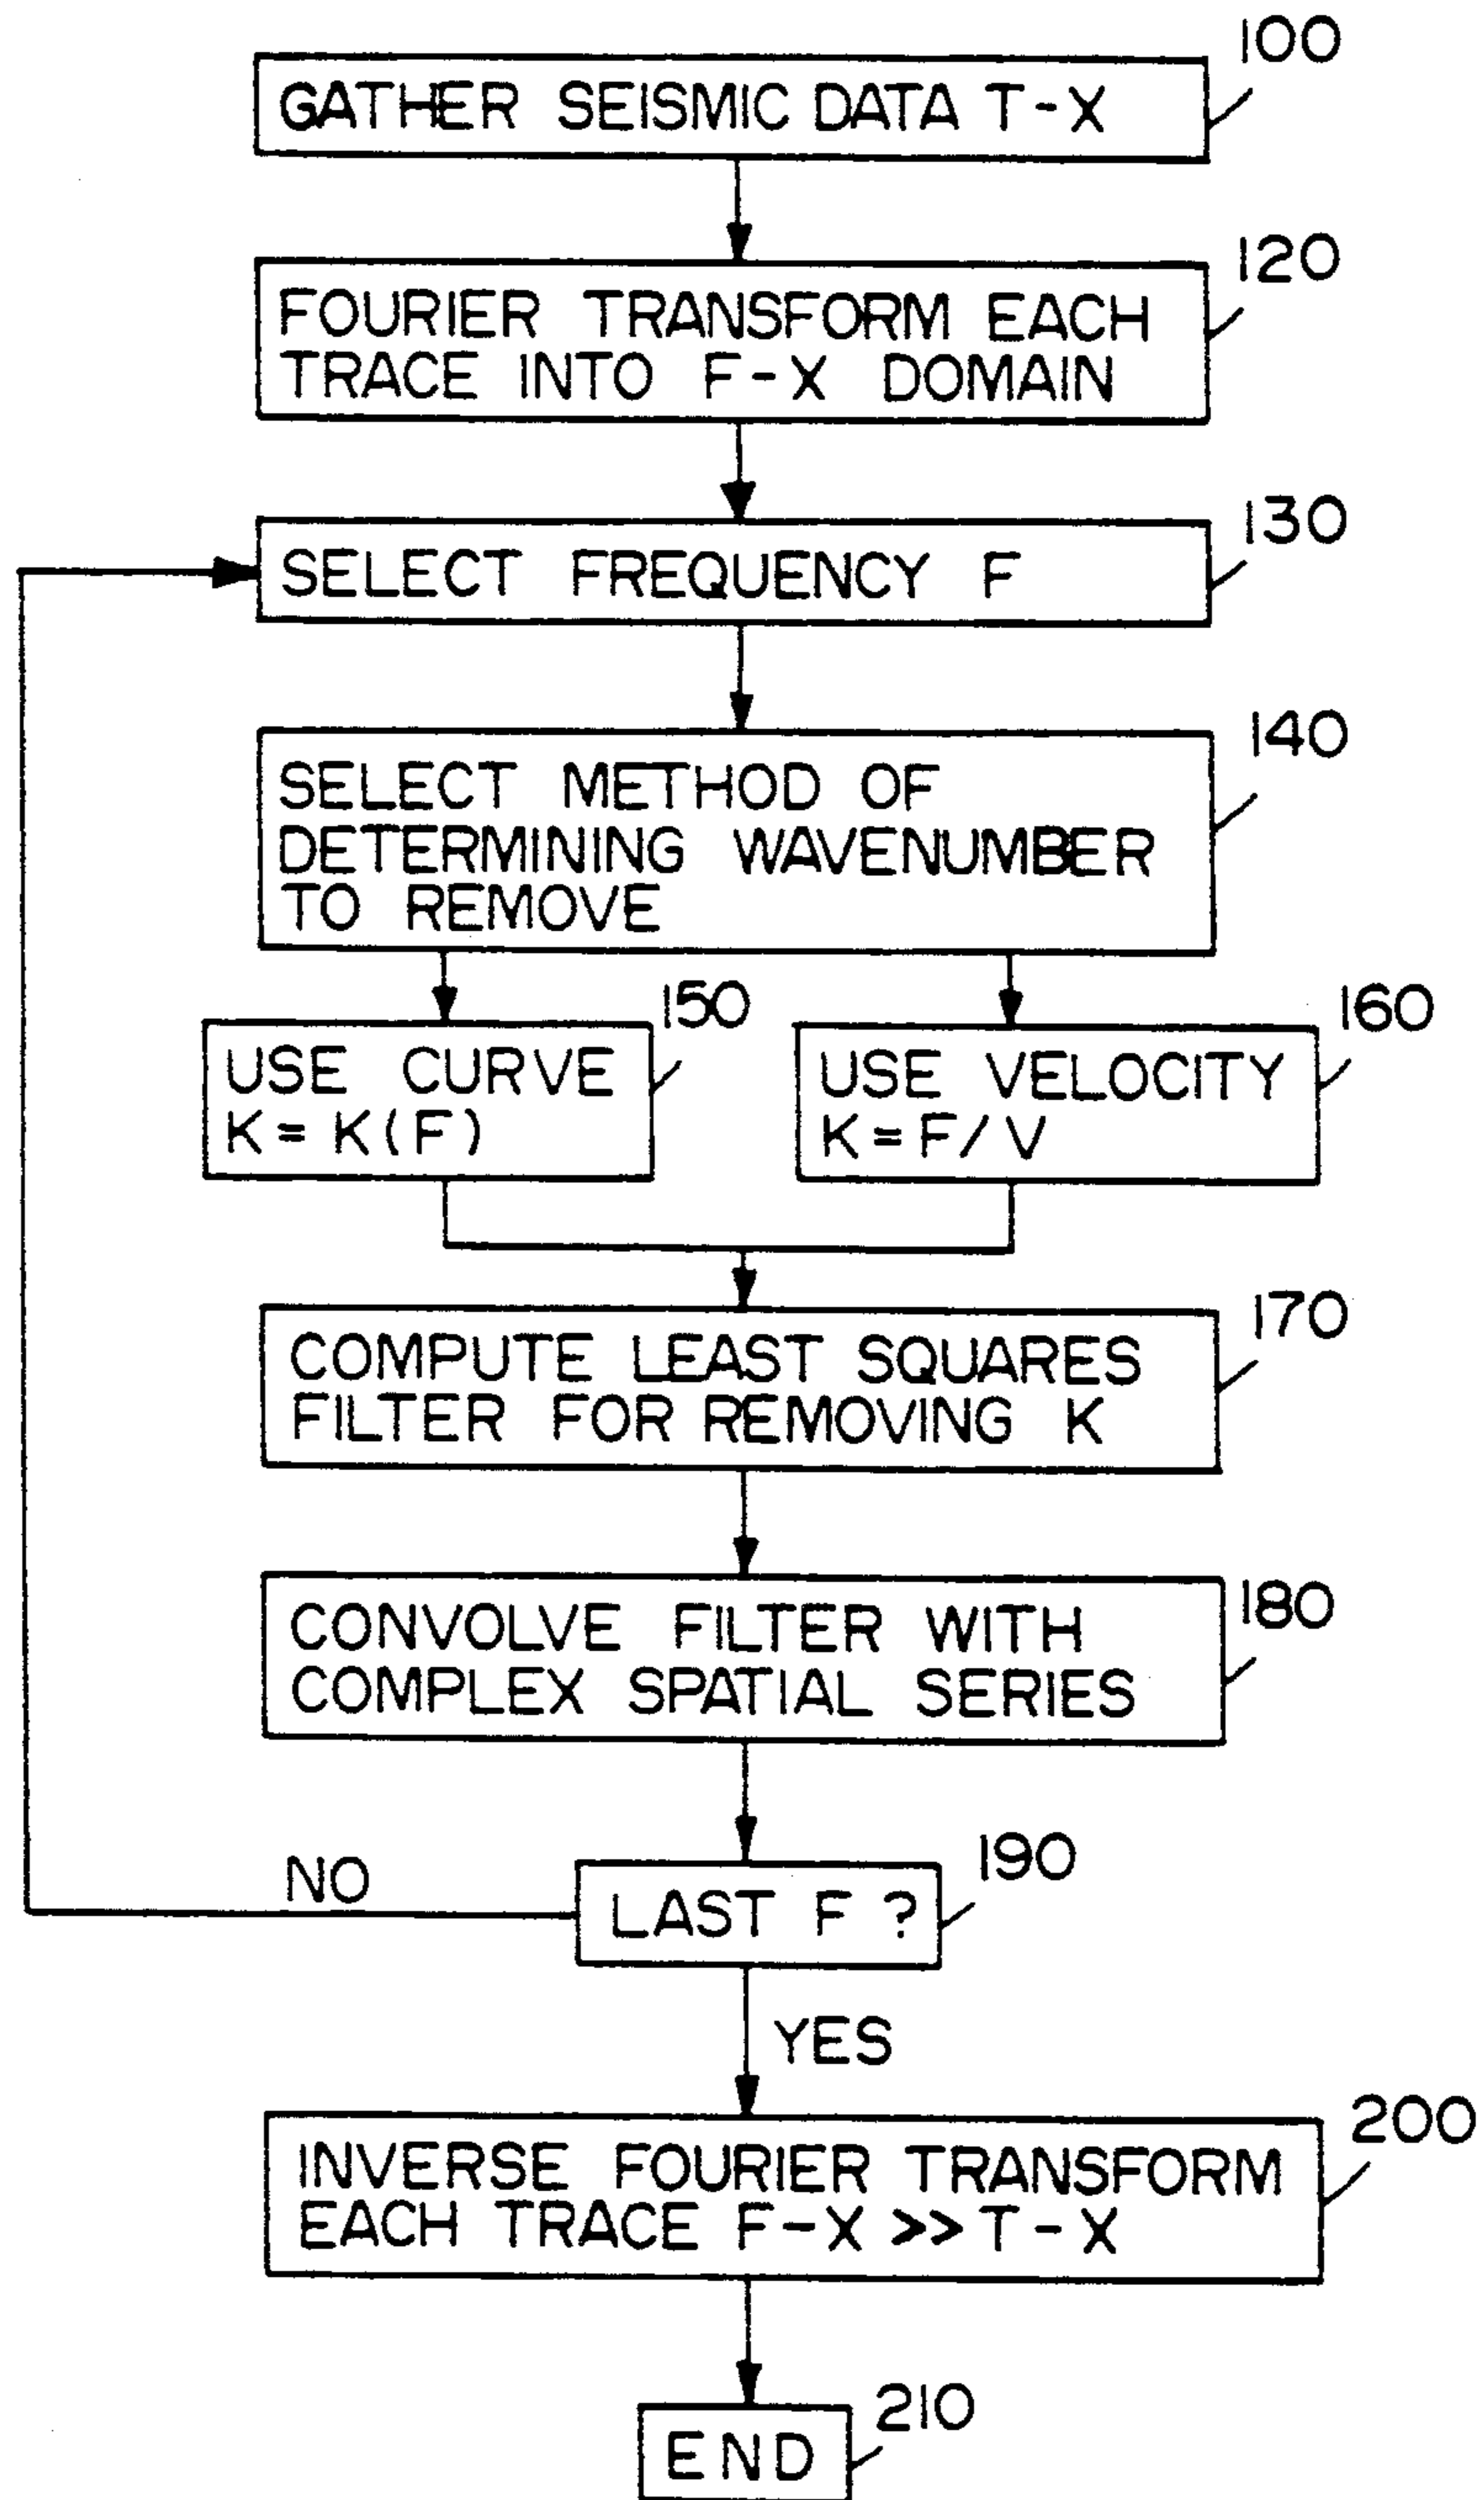 100
GATHER SEISMIC DATA T-X
120
FOURIER TRANSFORM EACH
TRACE INTO F-X DOMAIN
130
SELECT FREQUENCY F
140
SELECT METHOD OF
DETERMINING WAVENUMBER
TO REMOVE
150
USE CURVE
K = K(F)
160
USE VELOCITY
K = F/V
170
COMPUTE LEAST SQUARES
FILTER FOR REMOVING K
180
CONVOLVE FILTER WITH
COMPLEX SPATIAL SERIES
190
NO
LAST F ?
YES
200
INVERSE FOURIER TRANSFORM
EACH TRACE F-X >> T-X
210
END